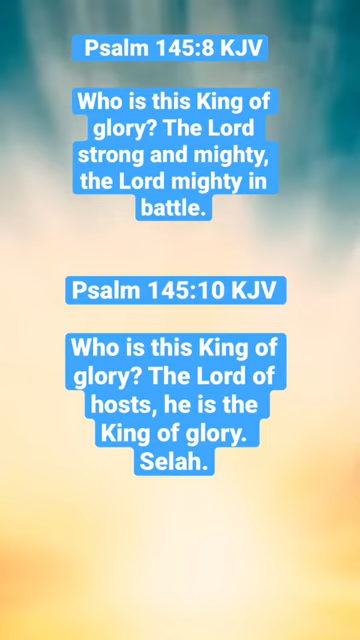 Psalm 145:8 KJV
Who is this King of
glory? The Lord
strong and mighty,
the Lord mighty in
battle.
Psalm 145:10 KJV
Who is this King of
glory? The Lord of
hosts, he is the
King of glory.
Selah.